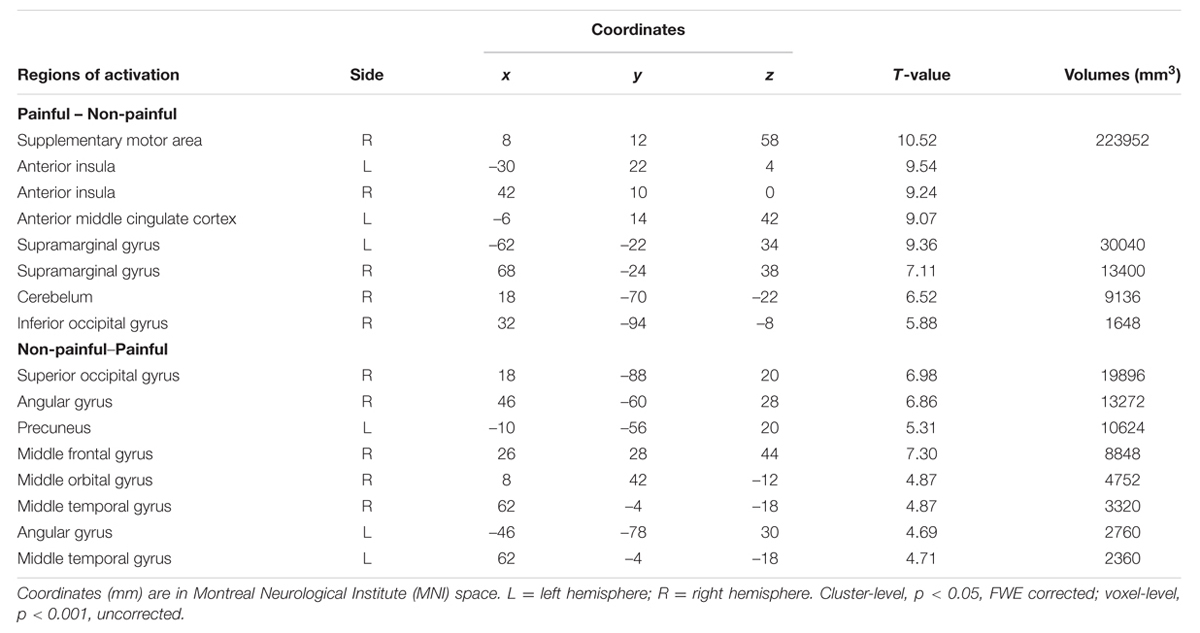 Coordinates
Regions of activation Side x y z T-value Volumes (mm³)
Painful – Non-painful
Supplementary motor area R 8 12 58 10.52 223952
Anterior insula L –30 22 4 9.54
Anterior insula R 42 10 0 9.24
Anterior middle cingulate cortex L –6 14 42 9.07
Supramarginal gyrus L –62 –22 34 9.36 30040
Supramarginal gyrus R 68 –24 38 7.11 13400
Cerebelum R 18 –70 –22 6.52 9136
Inferior occipital gyrus R 32 –94 –8 5.88 1648
Non-painful–Painful
Superior occipital gyrus R 18 –88 20 6.98 19896
Angular gyrus R 46 –60 28 6.86 13272
Precuneus L –10 –56 20 5.31 10624
Middle frontal gyrus R 26 28 44 7.30 8848
Middle orbital gyrus R 8 42 –12 4.87 4752
Middle temporal gyrus R 62 –4 –18 4.87 3320
Angular gyrus L –46 –78 30 4.69 2760
Middle temporal gyrus L 62 –4 –18 4.71 2360
Coordinates (mm) are in Montreal Neurological Institute (MNI) space. L = left hemisphere; R = right hemisphere. Cluster-level, p < 0.05, FWE corrected; voxel-level,
p < 0.001, uncorrected.